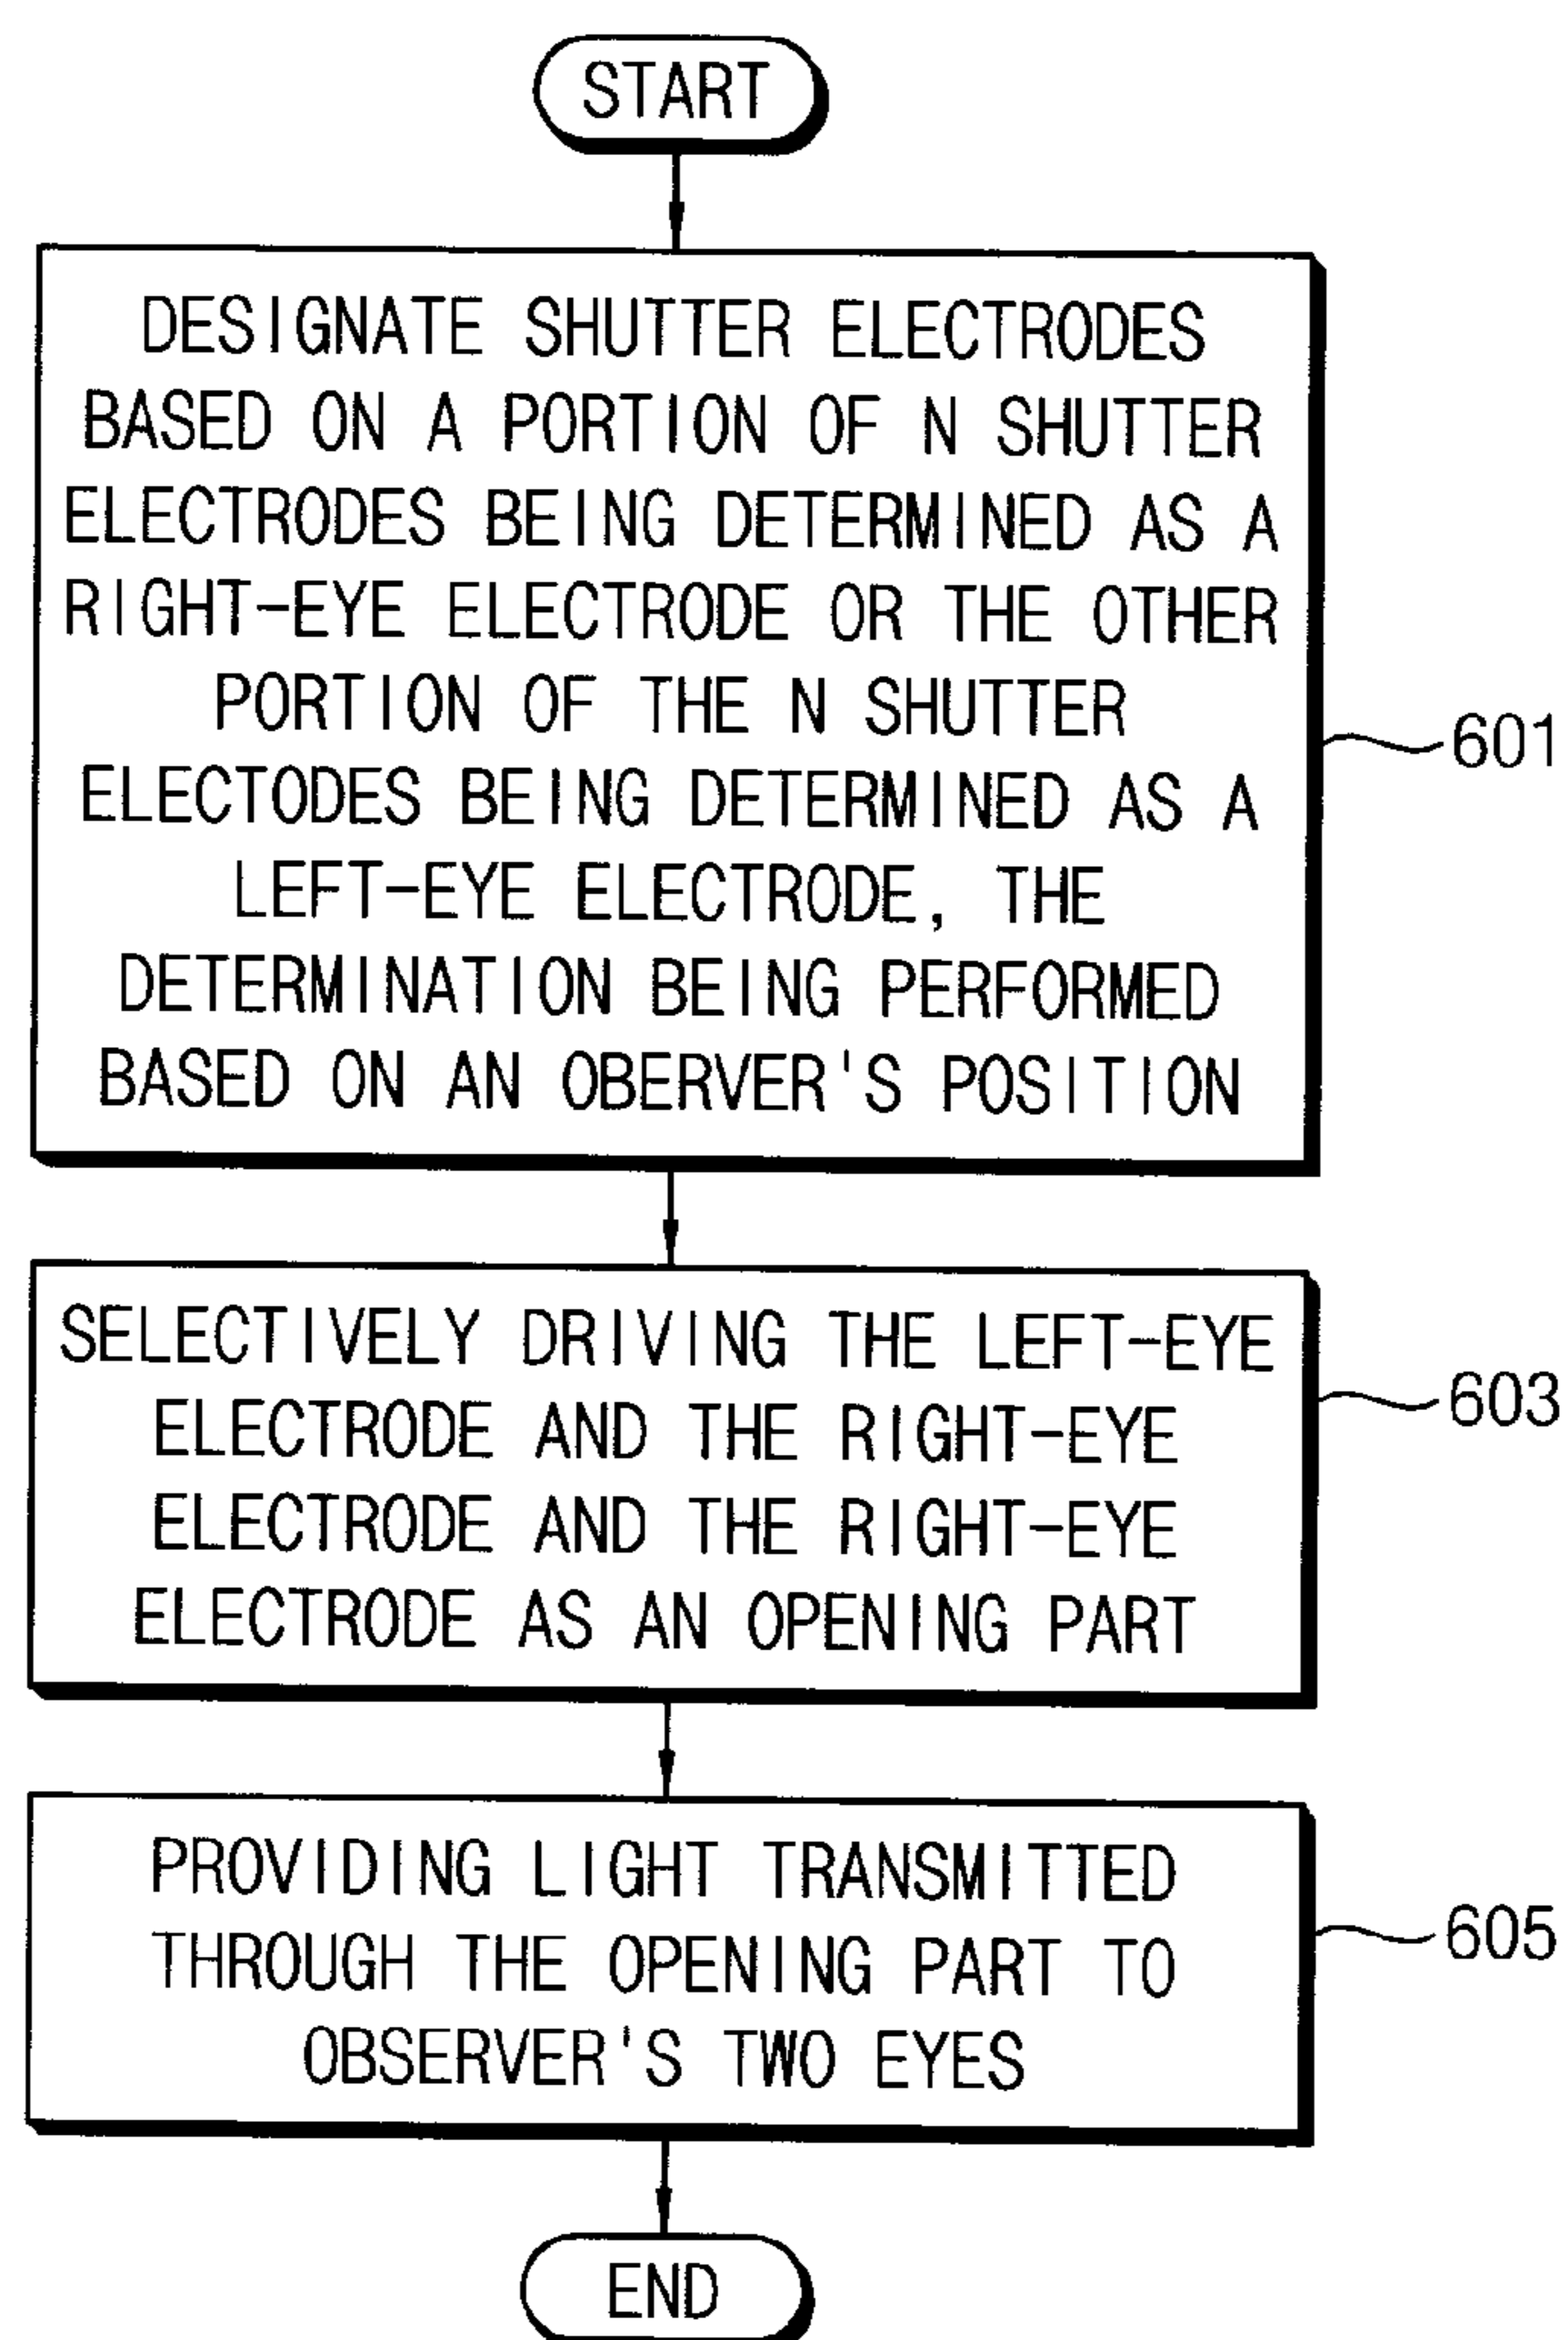 START
DESIGNATE SHUTTER ELECTRODES
BASED ON A PORTION OF N SHUTTER
ELECTRODES BEING DETERMINED AS A
RIGHT-EYE ELECTRODE OR THE OTHER
PORTION OF THE N SHUTTER
ELECTODES BEING DETERMINED AS A
LEFT-EYE ELECTRODE, THE
DETERMINATION BEING PERFORMED
BASED ON AN OBERVER'S POSITION
601
SELECTIVELY DRIVING THE LEFT-EYE
ELECTRODE AND THE RIGHT-EYE
ELECTRODE AND THE RIGHT-EYE
ELECTRODE AS AN OPENING PART
603
PROVIDING LIGHT TRANSMITTED
THROUGH THE OPENING PART TO
OBSERVER'S TWO EYES
605
END